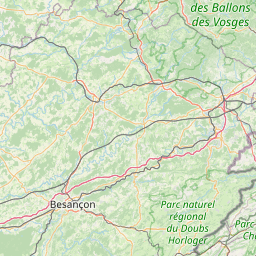 des Ballons
des Vosges
Besançon
Parc naturel
régional
du Doubs
Horloger
Parc
Ch